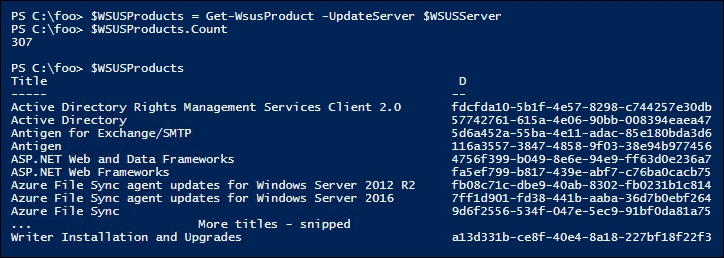 PS C:\foo> $WSUSProducts = Get-WsusProduct -UpdateServer $WSUSServer
PS C:\foo> $WSUSProducts.Count
307
PS C:\foo> $WSUSProducts
Title D
----- --
Active Directory Rights Management Services Client 2.0 fdcfda10-5b1f-4e57-8298-c744257e30db
Active Directory 57742761-615a-4e06-90bb-008394eaea47
Antigen for Exchange/SMTP 5d6a452a-55ba-4e11-adac-85e180bda3d6
Antigen 116a3557-3847-4858-9f03-38e94b977456
ASP.NET Web and Data Frameworks 4756f399-b049-8e6e-94e9-ff63d0e236a7
ASP.NET Web Frameworks fa5ef799-b817-439e-abf7-c76ba0cacb75
Azure File Sync agent updates for Windows Server 2012 R2 fb08c71c-dbe9-40ab-8302-fb0231b1c814
Azure File Sync agent updates for Windows Server 2016 7ff1d901-fd38-441b-aaba-36d7b0ebf264
Azure File Sync 9d6f2556-534f-047e-5ec9-91bf0da81a75
... More titles - snipped
Writer Installation and Upgrades a13d331b-ce8f-40e4-8a18-227bf18f22f3